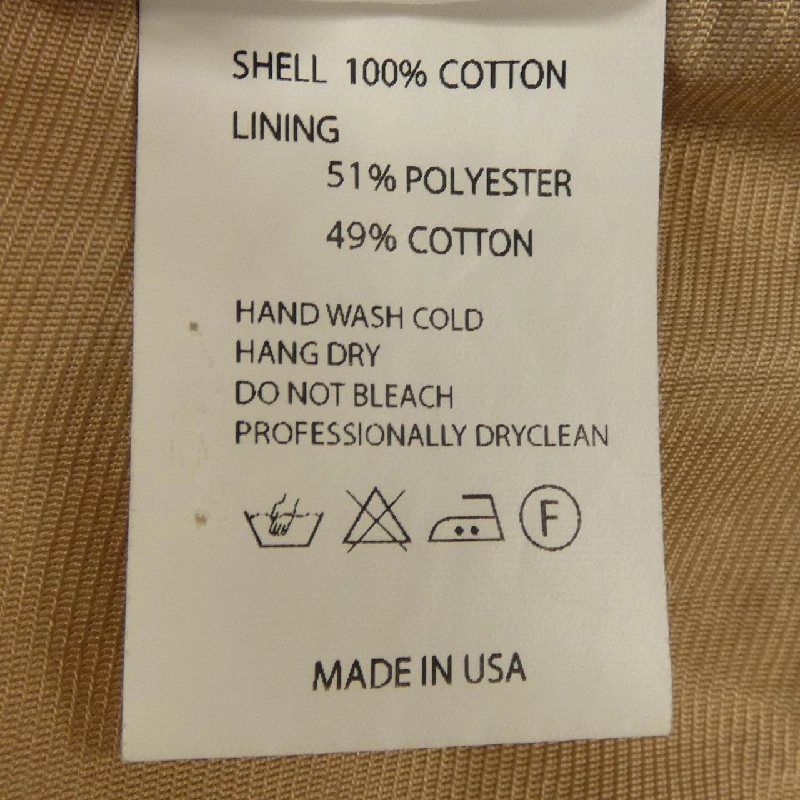 SHELL 100% COTTON
LINING
51% POLYESTER
49% COTTON
HAND WASH COLD
HANG DRY
DO NOT BLEACH
PROFESSIONALLY DRYCLEAN
F
MADE IN USA